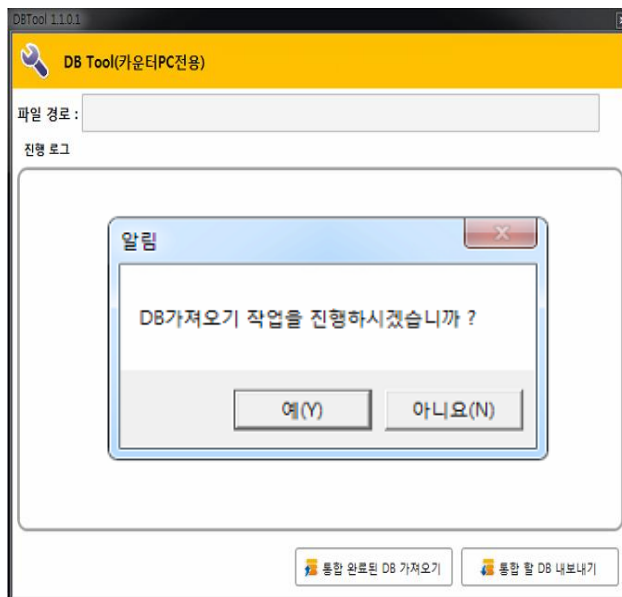 DBTool 1.1.0.1
DB Tool(카운터PC전용)
파일 경로 :
진행 로그
알림
DB가져오기 작업을 진행하시겠습니까 ?
예(Y)
아니요(N)
통합 완료된 DB 가져오기
통합 할 DB 내보내기